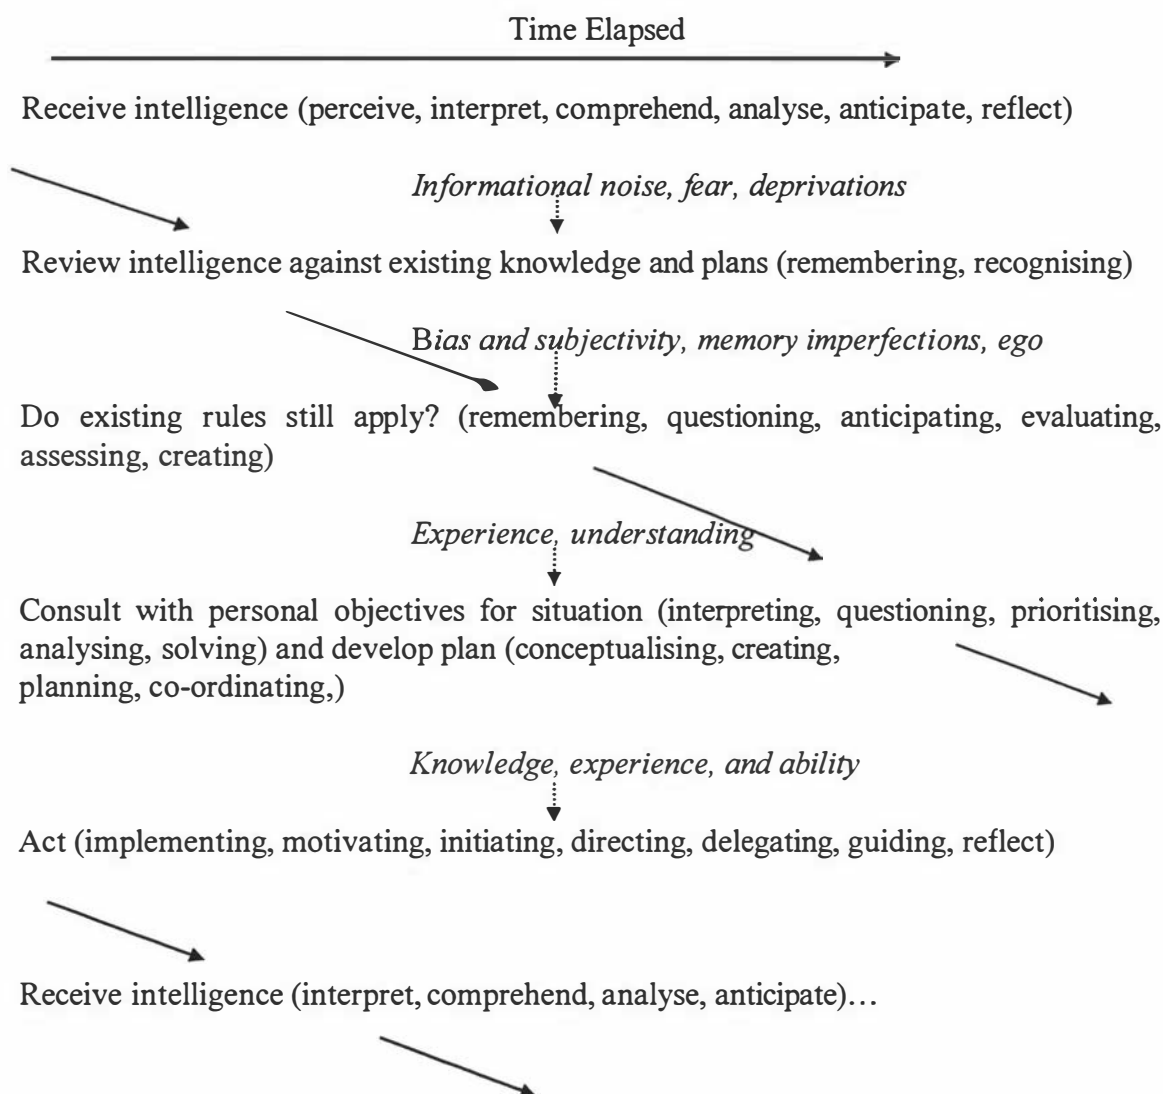 Time Elapsed
Receive intelligence (perceive, interpret, comprehend, analyse, anticipate, reflect)
Informational noise, fear, deprivations
Review intelligence against existing knowledge and plans (remembering, recognising)
Bias and subjectivity, memory imperfections, ego
Do existing rules still apply? (remembering, questioning, anticipating, evaluating,
assessing, creating)
Experience, understanding
Consult with personal objectives for situation (interpreting, questioning, prioritising,
analysing, solving) and develop plan (conceptualising, creating,
planning, co-ordinating,)
Knowledge, experience, and ability
Act (implementing, motivating, initiating, directing, delegating, guiding, reflect)
Receive intelligence (interpret, comprehend, analyse, anticipate)…